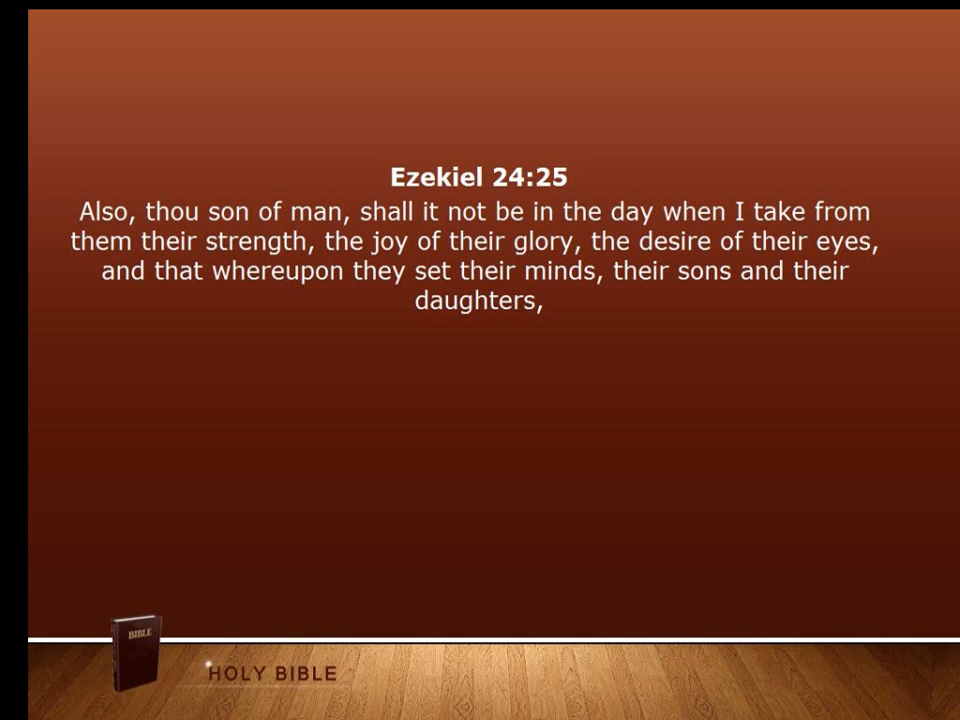 Ezekiel 24:25
Also, thou son of man, shall it not be in the day when I take from
them their strength, the joy of their glory, the desire of their eyes,
and that whereupon they set their minds, their sons and their
daughters,
BIBLE
HOLY BIBLE